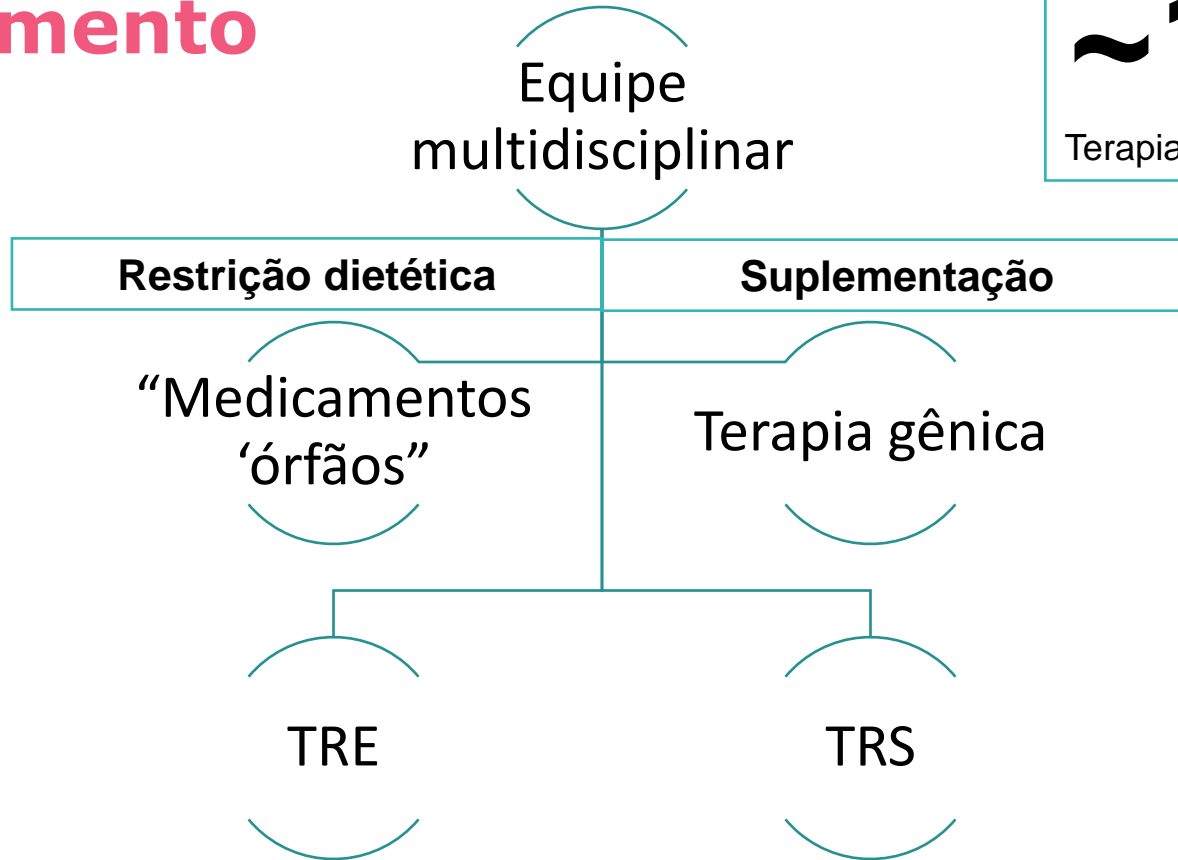 mento
Equipe
multidisciplinar
Terapia
Restrição dietética
Suplementação
“Medicamentos
‘órfãos”
Terapia gênica
TRE
TRS